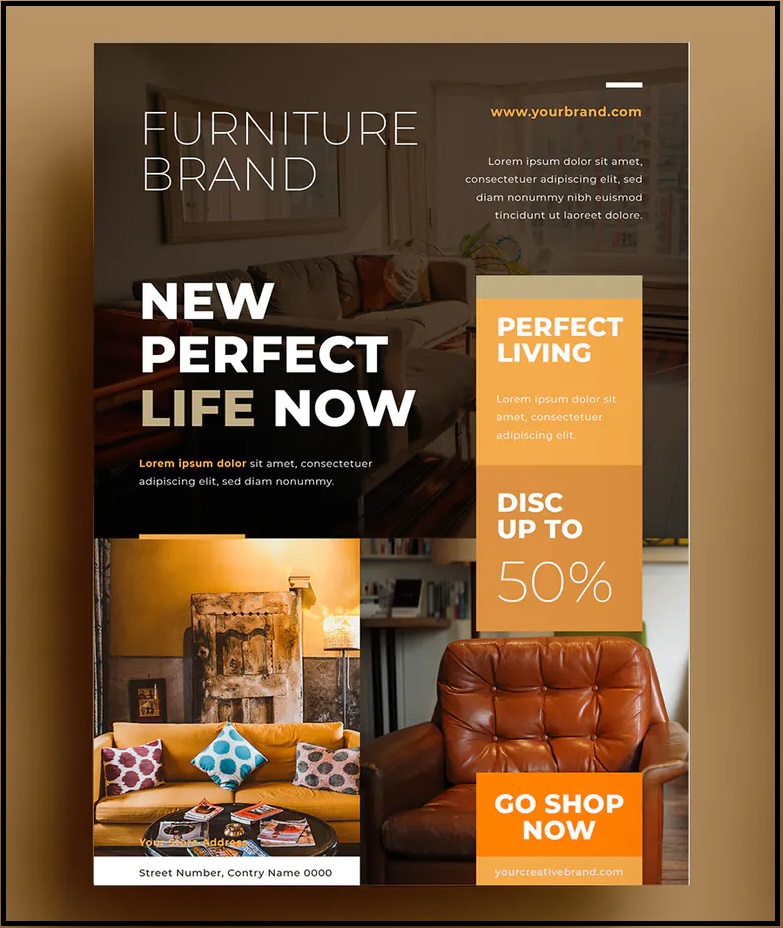 FURNITURE
BRAND
www.yourbrand.com
Lorem ipsum dolor sit amet,
consectetuer adipiscing elit, sed
diam nonummy nibh euismod
tincidunt ut laoreet dolore.
NEW
PERFECT
LIFE NOW
Lorem ipsum dolor sit amet, consectetuer
adipiscing elit, sed diam nonummy.
PERFECT
LIVING
Lorem ipsum dolor sit
amet, consectetuer
adipiscing elit.
DISC
UP TO
50%
GO SHOP
NOW
yourcreativebrand.com
Your Store Address
Street Number, Contry Name 0000